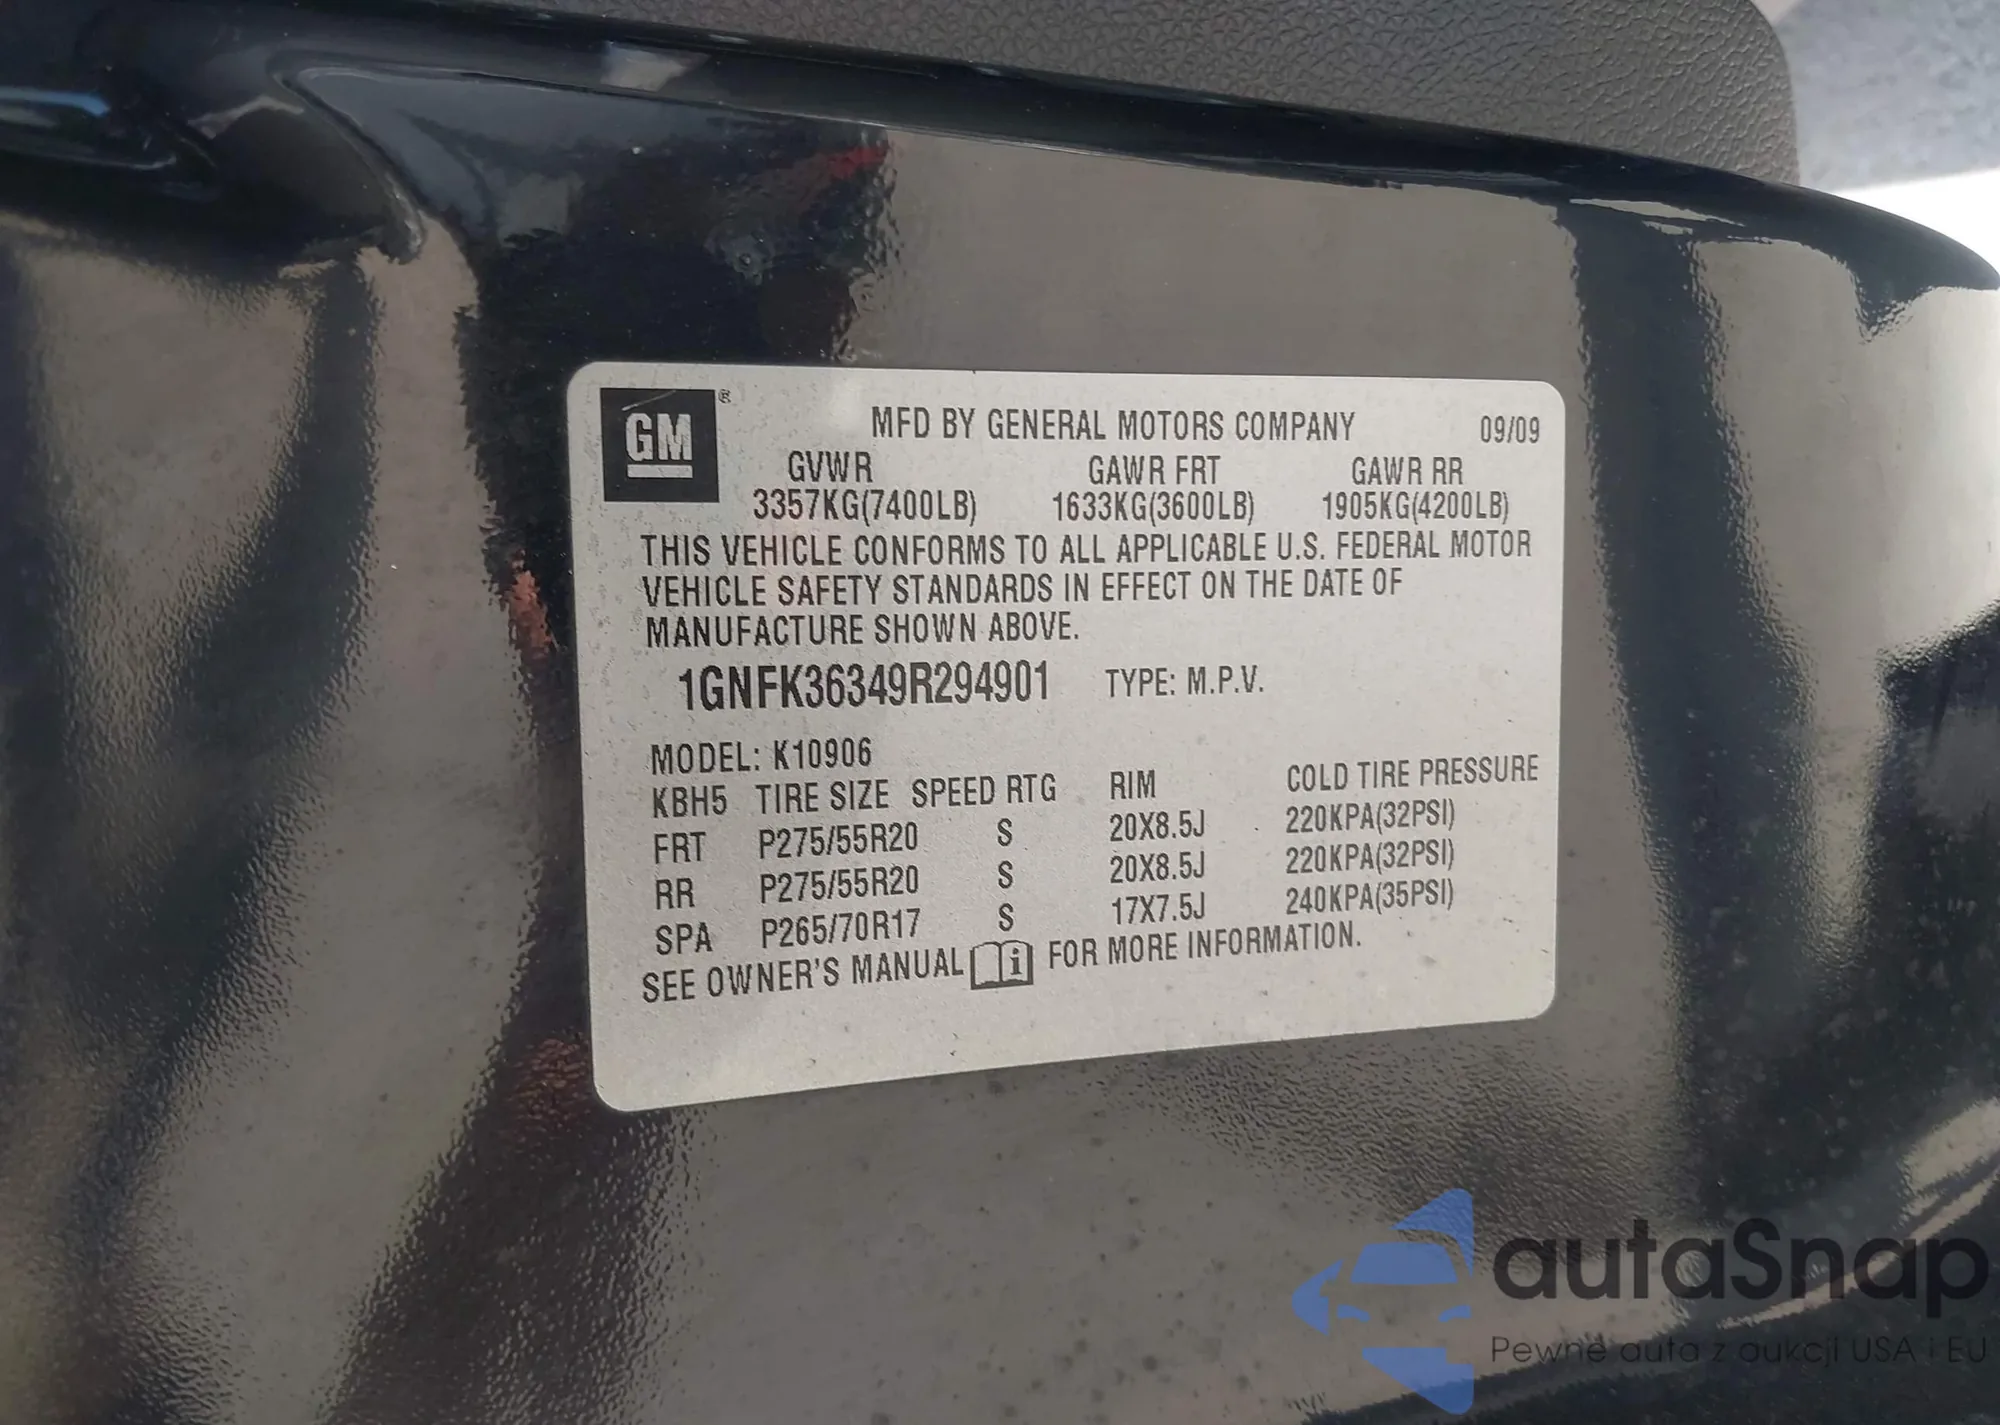 GM ®
MFD BY GENERAL MOTORS COMPANY 09/09
GVWR GAWR FRT GAWR RR
3357KG(7400LB) 1633KG(3600LB) 1905KG(4200LB)
THIS VEHICLE CONFORMS TO ALL APPLICABLE U.S. FEDERAL MOTOR
VEHICLE SAFETY STANDARDS IN EFFECT ON THE DATE OF
MANUFACTURE SHOWN ABOVE.
1GNFK36349R294901 TYPE: M.P.V.
MODEL: K10906
KBH5 TIRE SIZE SPEED RTG RIM COLD TIRE PRESSURE
FRT P275/55R20 S 20X8.5J 220KPA(32PSI)
RR P275/55R20 S 20X8.5J 220KPA(32PSI)
SPA P265/70R17 S 17X7.5J 240KPA(35PSI)
SEE OWNER'S MANUAL i FOR MORE INFORMATION.
autaSnap
Pewne auta z aukcji USA i EU